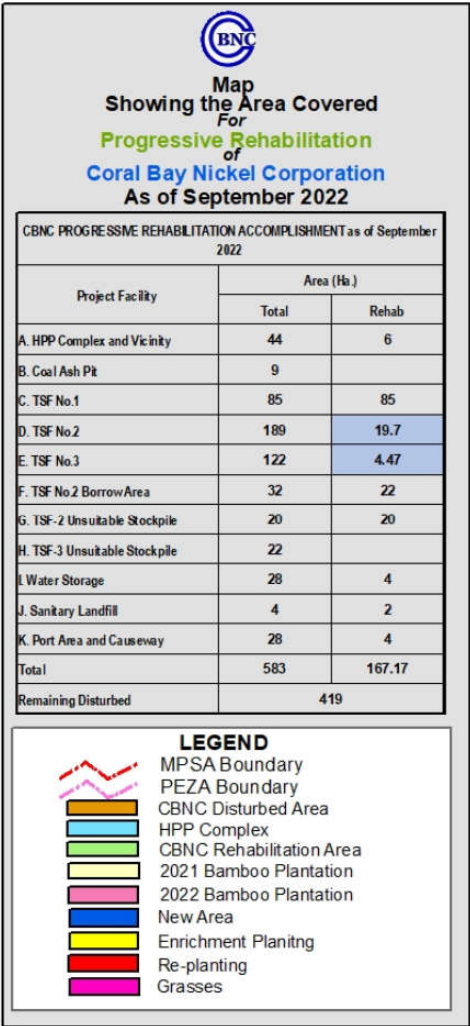 CBNC
Map
Showing the Area Covered
For
Progressive Rehabilitation
of
Coral Bay Nickel Corporation
As of September 2022
CBNC PROGRESSIVE REHABILITATION ACCOMPLISHMENT as of September
2022
Project Facility
Area (Ha.)
Total Rehab
A. HPP Complex and Vicinity 44 6
B. Coal Ash Pit 9
C. TSF No.1 85 85
D. TSF No.2 189 19.7
E. TSF No.3 122 4.47
F. TSF No.2 Borrow Area 32 22
G. TSF-2 Unsuitable Stockpile 20 20
H. TSF-3 Unsuitable Stockpile 22
I. Water Storage 28 4
J. Sanitary Landfill 4 2
K. Port Area and Causeway 28 4
Total 583 167.17
Remaining Disturbed 419
LEGEND
MPSA Boundary
PEZA Boundary
CBNC Disturbed Area
HPP Complex
CBNC Rehabilitation Area
2021 Bamboo Plantation
2022 Bamboo Plantation
New Area
Enrichment Planitng
Re-planting
Grasses